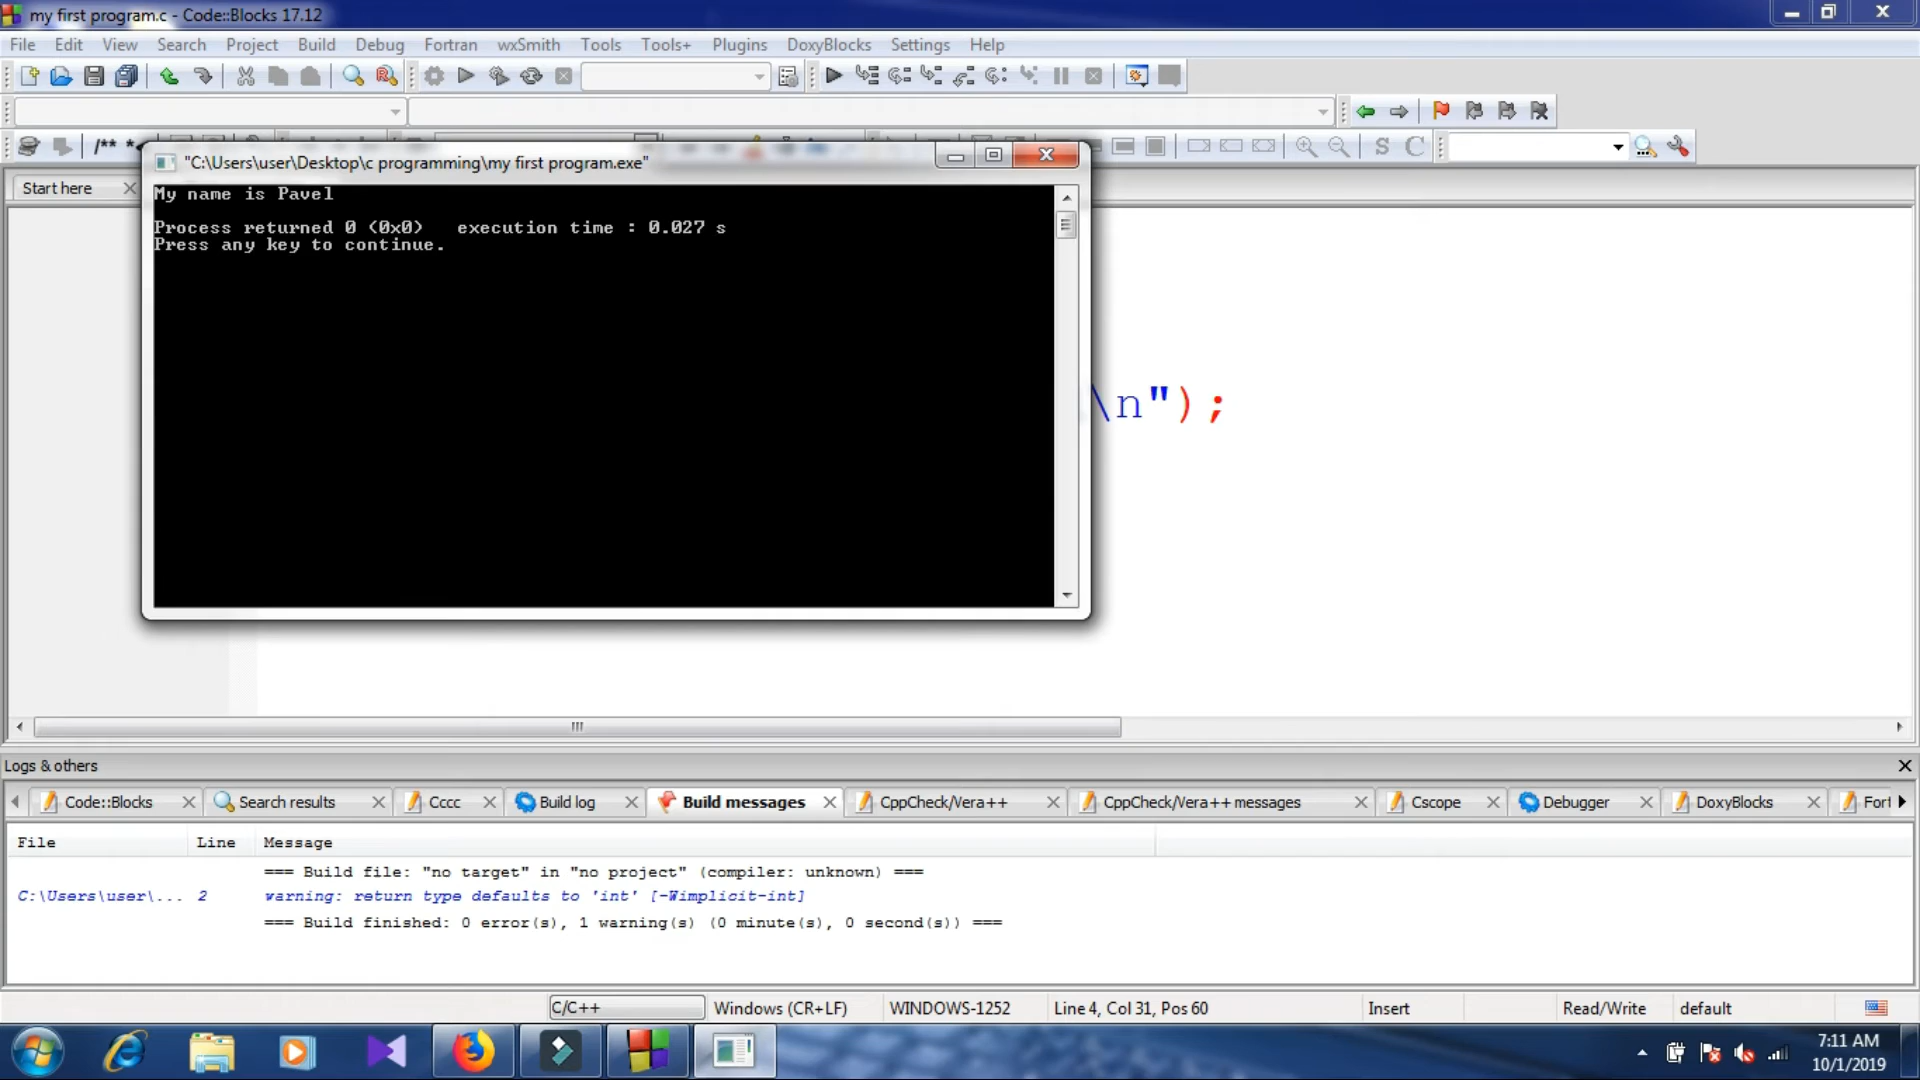 my first program.c - Code::Blocks 17.12
File Edit View Search Project Build Debug Fortran wxSmith Tools Tools+ Plugins DoxyBlocks Settings Help
/** *
S C
"C:\Users\user\Desktop\c programming\my first program.exe"
Start here
My name is Pavel
Process returned 0 (0x0)   execution time : 0.027 s
Press any key to continue.
\n");
Logs & others
Code::Blocks Search results Cccc Build log Build messages CppCheck/Vera++ CppCheck/Vera++ messages Cscope Debugger DoxyBlocks Fort
File Line Message
=== Build file: "no target" in "no project" (compiler: unknown) ===
C:\Users\user\... 2 warning: return type defaults to 'int' [-Wimplicit-int]
=== Build finished: 0 error(s), 1 warning(s) (0 minute(s), 0 second(s)) ===
C/C++ Windows (CR+LF) WINDOWS-1252 Line 4, Col 31, Pos 60 Insert Read/Write default
7:11 AM
10/1/2019